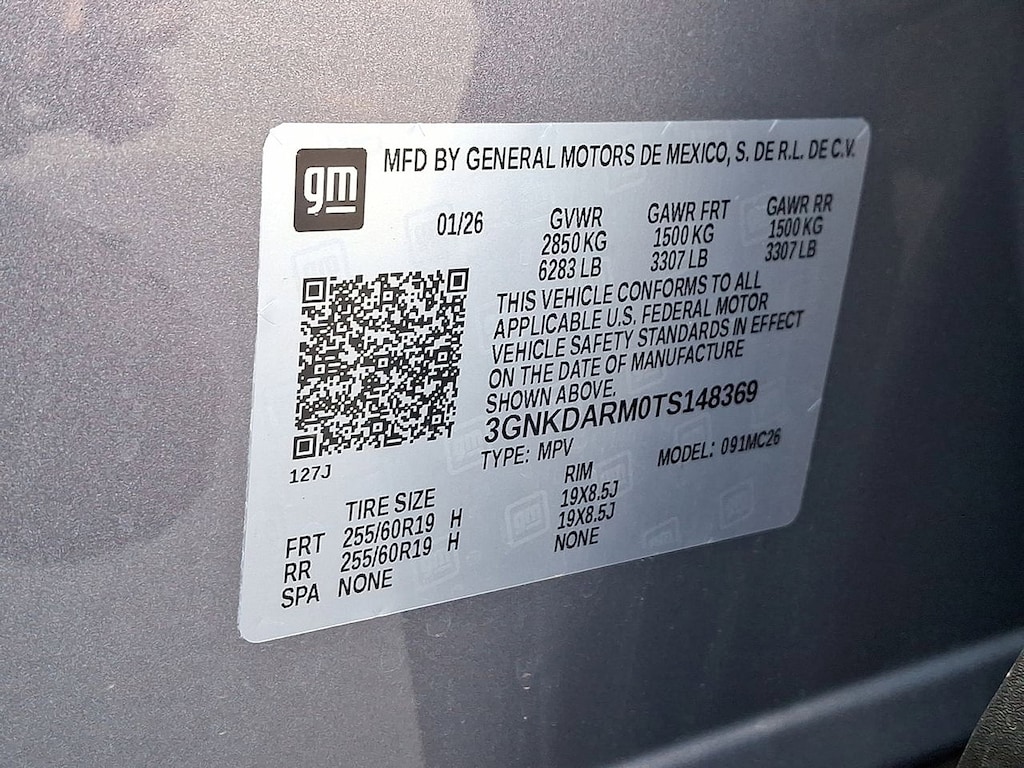 gm
MFD BY GENERAL MOTORS DE MEXICO, S. DE R.L. DE C.V.
01/26
GVWR
2850 KG
6283 LB
GAWR FRT
1500 KG
3307 LB
GAWR RR
1500 KG
3307 LB
THIS VEHICLE CONFORMS TO ALL
APPLICABLE U.S. FEDERAL MOTOR
VEHICLE SAFETY STANDARDS IN EFFECT
ON THE DATE OF MANUFACTURE
SHOWN ABOVE.
3GNKDARM0TS148369
TYPE: MPV
MODEL: 091MC26
127J
TIRE SIZE
RIM
FRT 255/60R19 H 19X8.5J
RR 255/60R19 H 19X8.5J
SPA NONE NONE